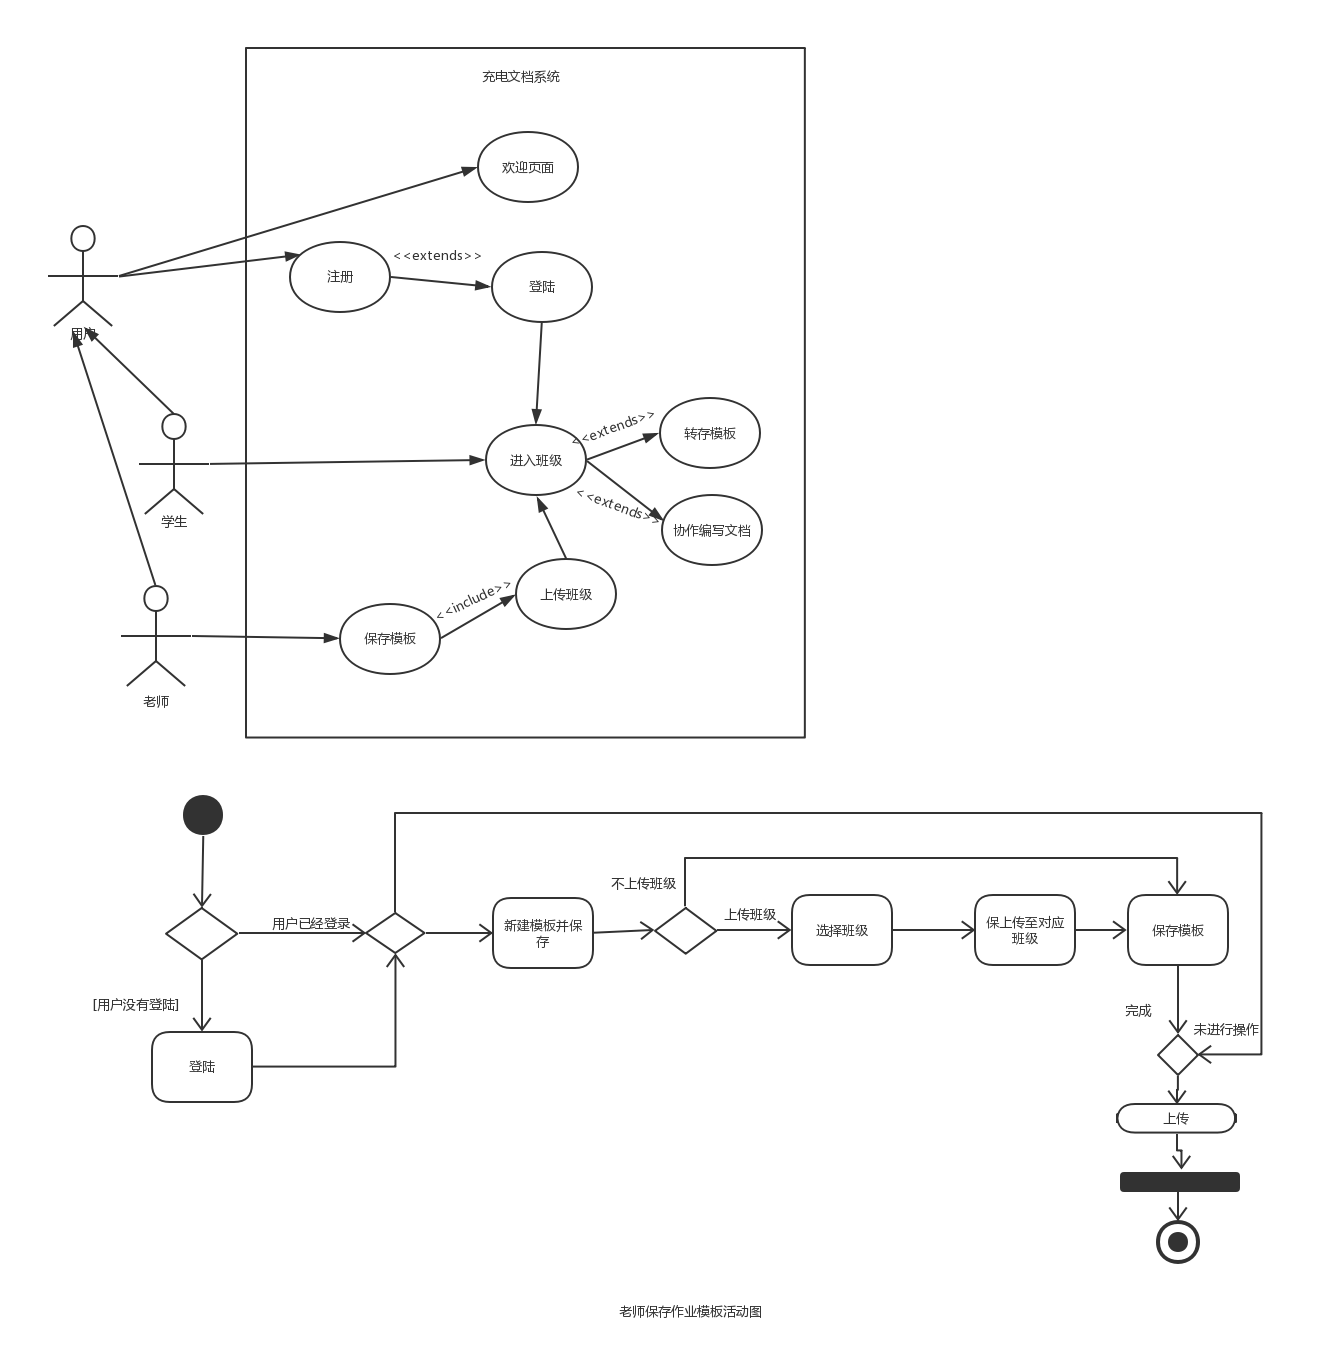 充电文档系统
欢迎页面
注册
<<extends>>
登陆
用户
<<extends>>
转存模板
进入班级
<<extends>>
协作编写文档
学生
<<include>>
上传班级
保存模板
老师
不上传班级
用户已经登录
新建模板并保
存
上传班级
选择班级
保上传至对应
班级
保存模板
[用户没有登陆]
完成
未进行操作
登陆
上传
老师保存作业模板活动图